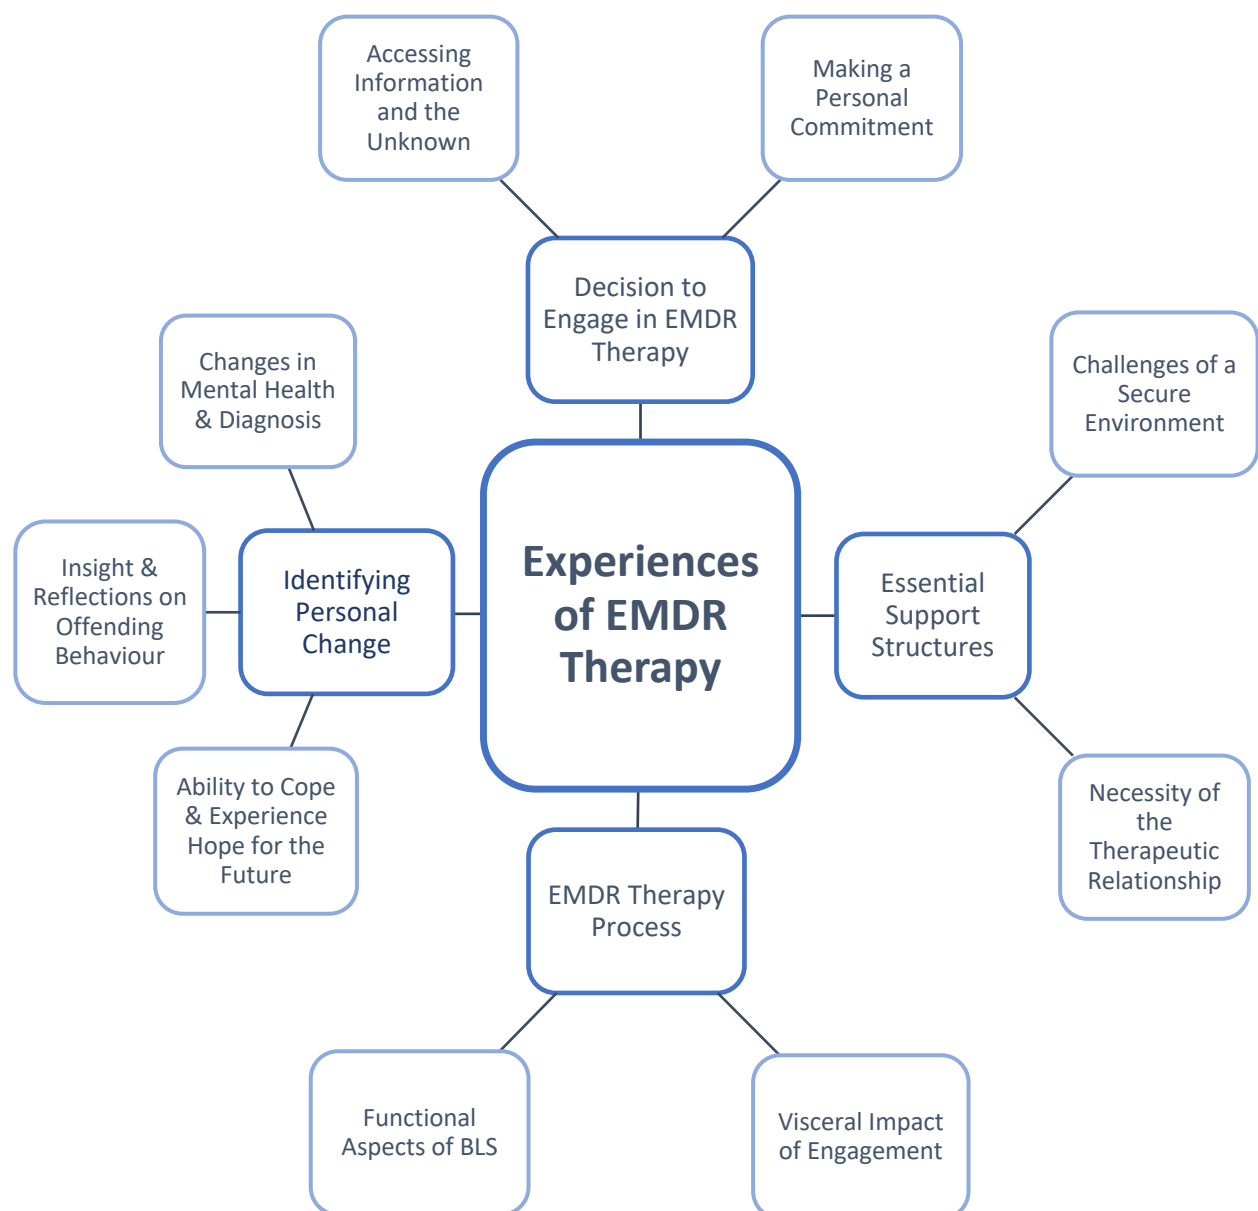 Accessing
Information
and the
Unknown
Making a
Personal
Commitment
Decision to
Engage in EMDR
Therapy
Changes in
Mental Health
& Diagnosis
Challenges of a
Secure
Environment
Experiences
of EMDR
Therapy
Insight &
Reflections on
Offending
Behaviour
Identifying
Personal
Change
Essential
Support
Structures
Ability to Cope
& Experience
Hope for the
Future
Necessity of
the
Therapeutic
Relationship
EMDR Therapy
Process
Functional
Aspects of BLS
Visceral Impact
of Engagement